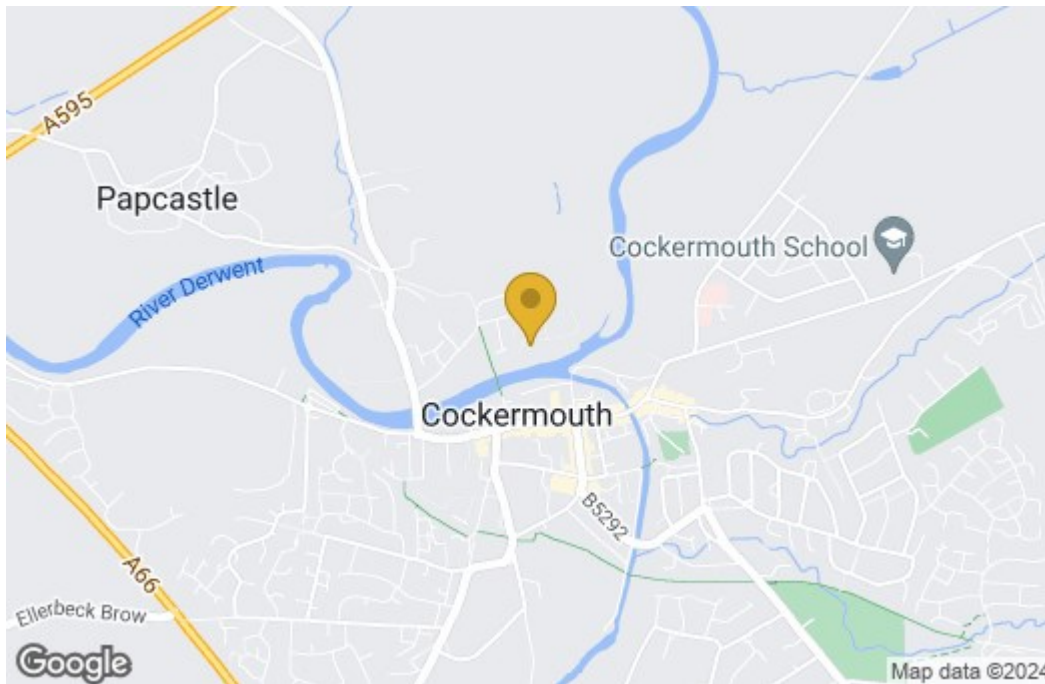 A595
Papcastle
Cockermouth School
River Derwent
Cockermouth
B5292
A66
Ellerbeck Brow
Google
Map data ©2024